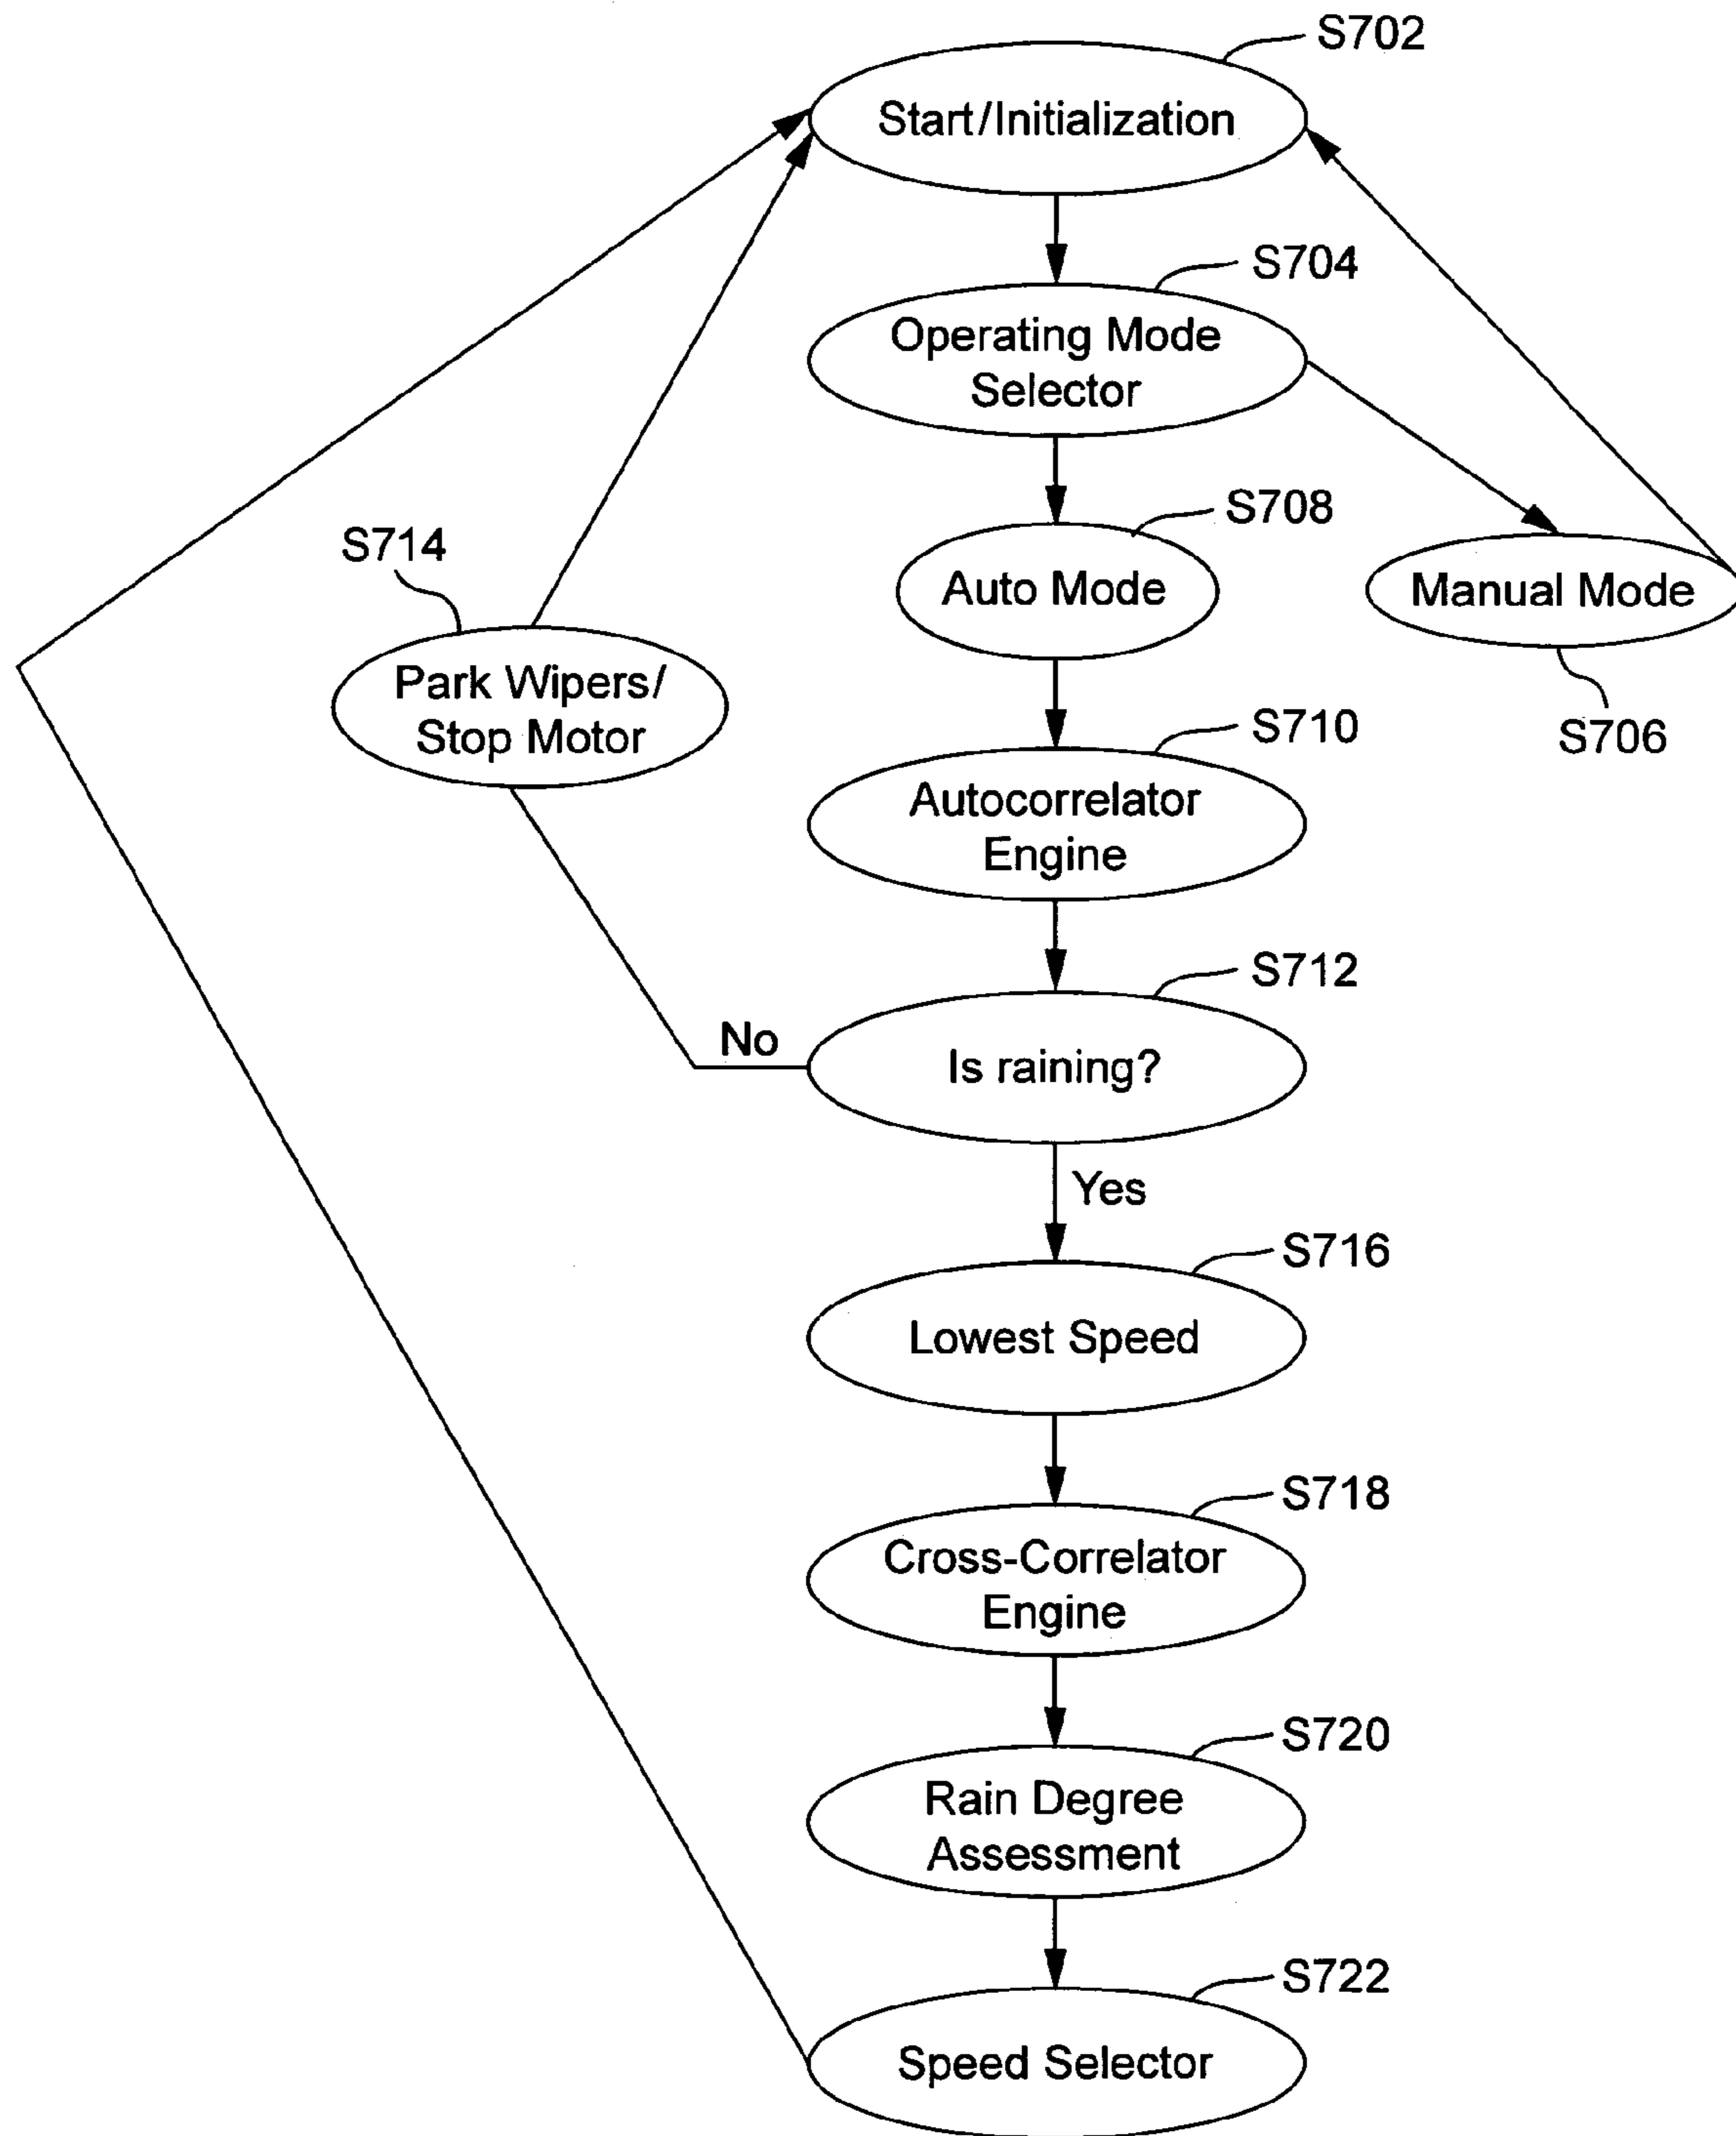 S702
Start/Initialization
S704
Operating Mode
Selector
S708
Auto Mode
Manual Mode
S706
S714
Park Wipers/
Stop Motor
S710
Autocorrelator
Engine
S712
Is raining?
No
Yes
S716
Lowest Speed
S718
Cross-Correlator
Engine
S720
Rain Degree
Assessment
S722
Speed Selector